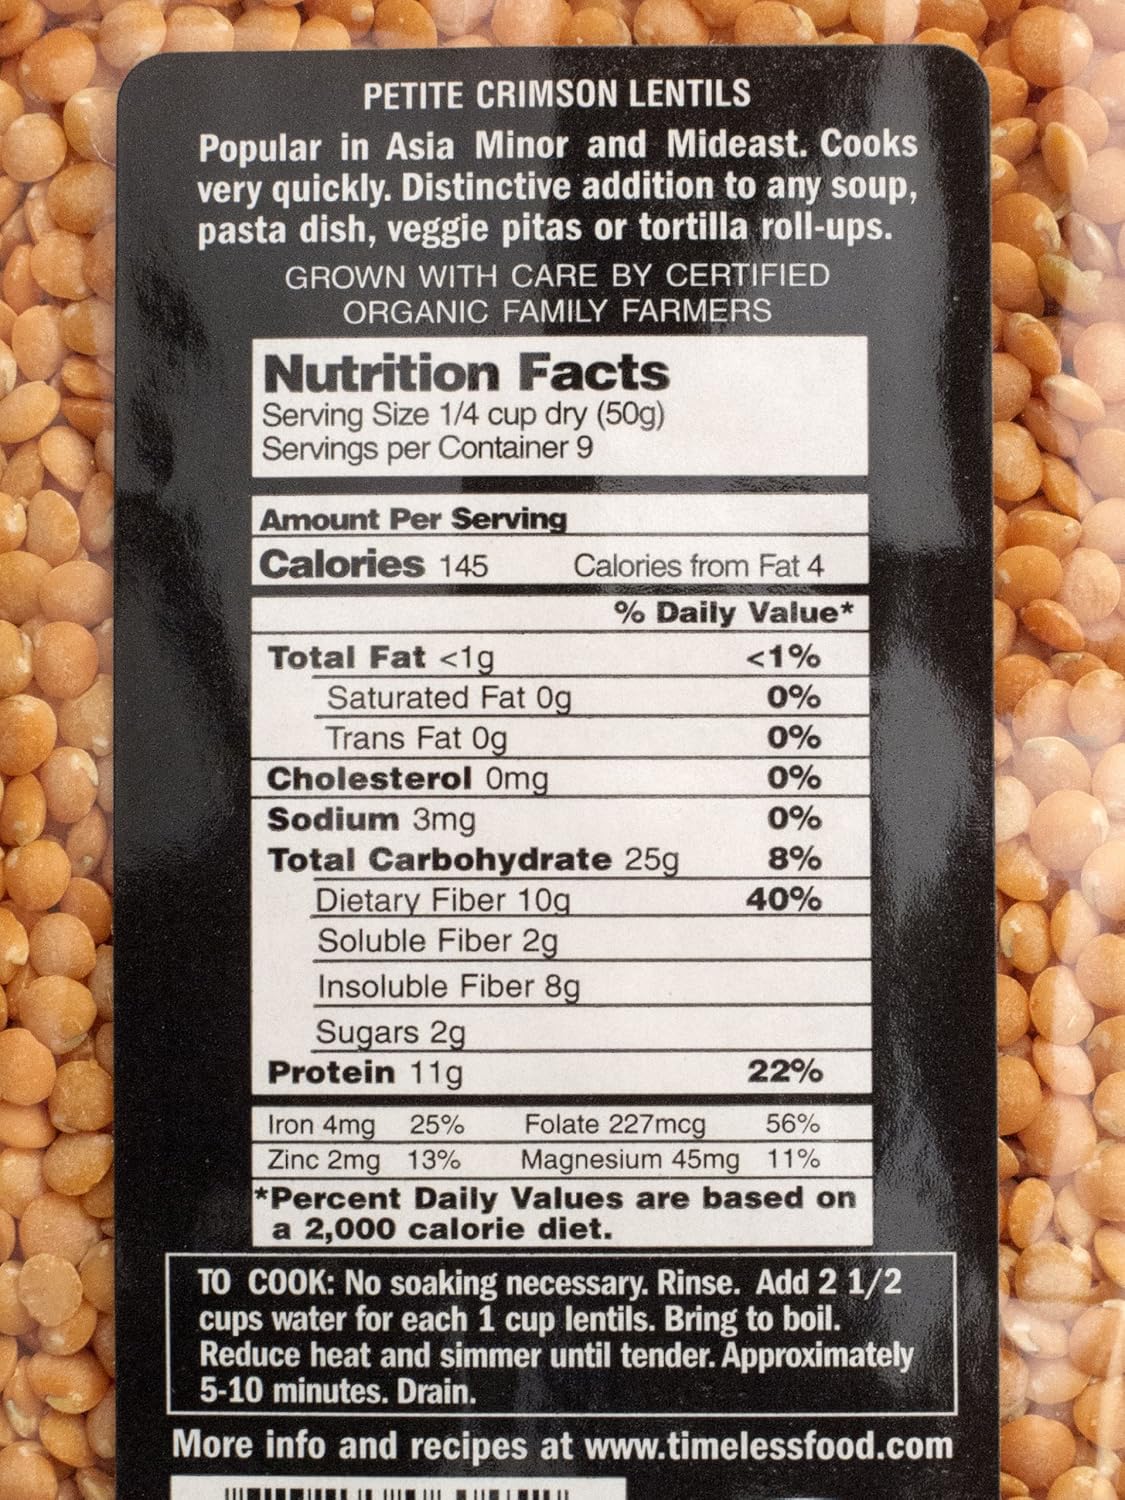 PETITE CRIMSON LENTILS
Popular in Asia Minor and Mideast. Cooks
very quickly. Distinctive addition to any soup,
pasta dish, veggie pitas or tortilla roll-ups.
GROWN WITH CARE BY CERTIFIED
ORGANIC FAMILY FARMERS
Nutrition Facts
Serving Size 1/4 cup dry (50g)
Servings per Container 9
Amount Per Serving
Calories 145 Calories from Fat 4
% Daily Value*
Total Fat <1g <1%
Saturated Fat 0g 0%
Trans Fat 0g 0%
Cholesterol 0mg 0%
Sodium 3mg 0%
Total Carbohydrate 25g 8%
Dietary Fiber 10g 40%
Soluble Fiber 2g
Insoluble Fiber 8g
Sugars 2g
Protein 11g 22%
Iron 4mg 25% Folate 227mcg 56%
Zinc 2mg 13% Magnesium 45mg 11%
*Percent Daily Values are based on
a 2,000 calorie diet.
TO COOK: No soaking necessary. Rinse. Add 2 1/2
cups water for each 1 cup lentils. Bring to boil.
Reduce heat and simmer until tender. Approximately
5-10 minutes. Drain.
More info and recipes at www.timelessfood.com